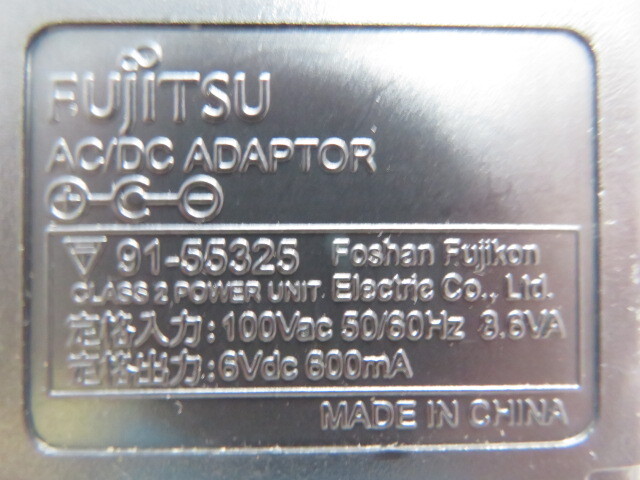 FUJITSU
AC/DC ADAPTOR
91-55325 Foshan Fujikon
CLASS 2 POWER UNIT. Electric Co., Ltd.
定格入力:100Vac 50/60Hz 8.8VA
定格出力:6Vdc 600mA
MADE IN CHINA